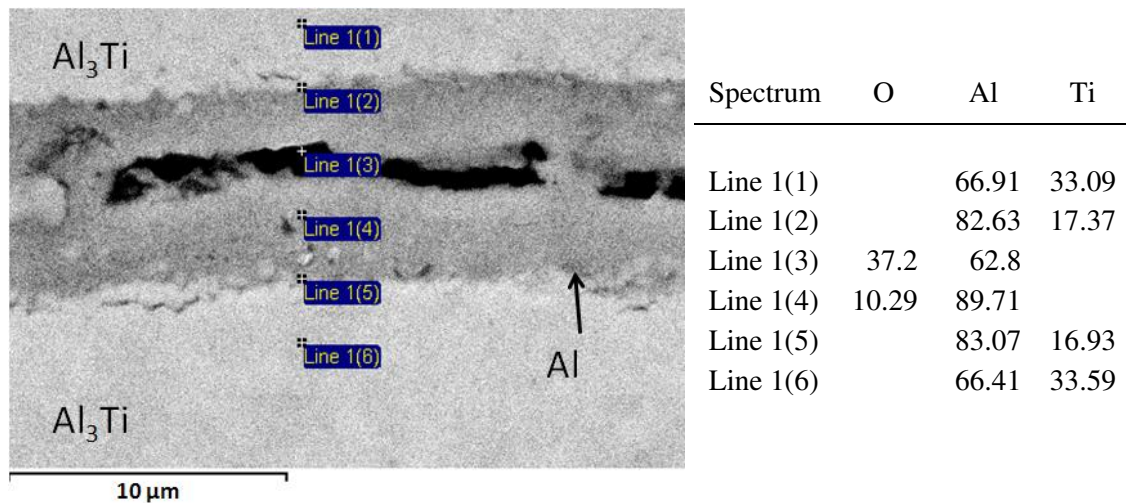 Al₃Ti
Line 1(1)
Line 1(2)
Line 1(3)
Line 1(4)
Line 1(5)
Line 1(6)
Al
Al₃Ti
10 μm
Spectrum O Al Ti
Line 1(1) 66.91 33.09
Line 1(2) 82.63 17.37
Line 1(3) 37.2 62.8
Line 1(4) 10.29 89.71
Line 1(5) 83.07 16.93
Line 1(6) 66.41 33.59